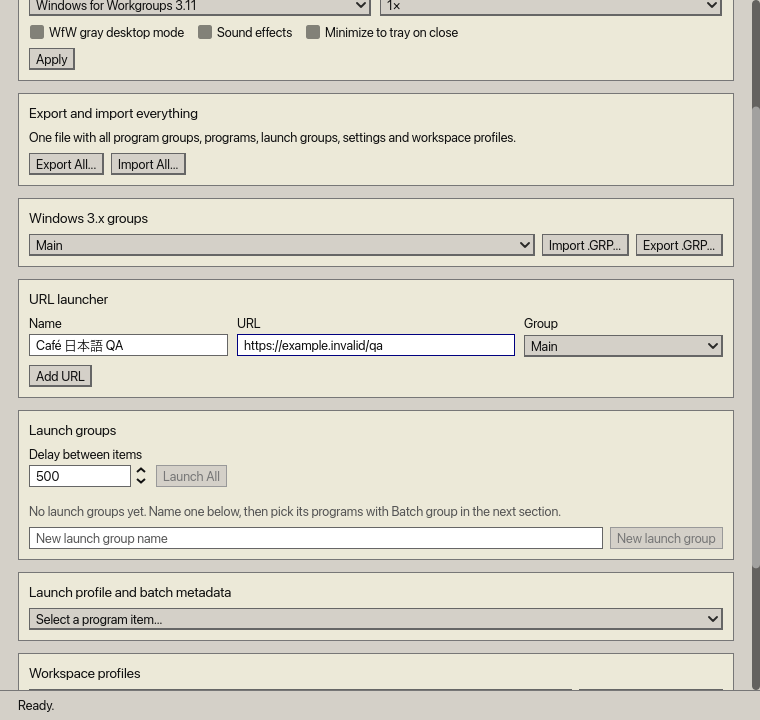 Windows for Workgroups 3.11 1×
WfW gray desktop mode Sound effects Minimize to tray on close
Apply
Export and import everything
One file with all program groups, programs, launch groups, settings and workspace profiles.
Export All... Import All...
Windows 3.x groups
Main Import .GRP... Export .GRP...
URL launcher
Name URL Group
Café 日本語 QA https://example.invalid/qa Main
Add URL
Launch groups
Delay between items
500 Launch All
No launch groups yet. Name one below, then pick its programs with Batch group in the next section.
New launch group name New launch group
Launch profile and batch metadata
Select a program item...
Workspace profiles
Ready.